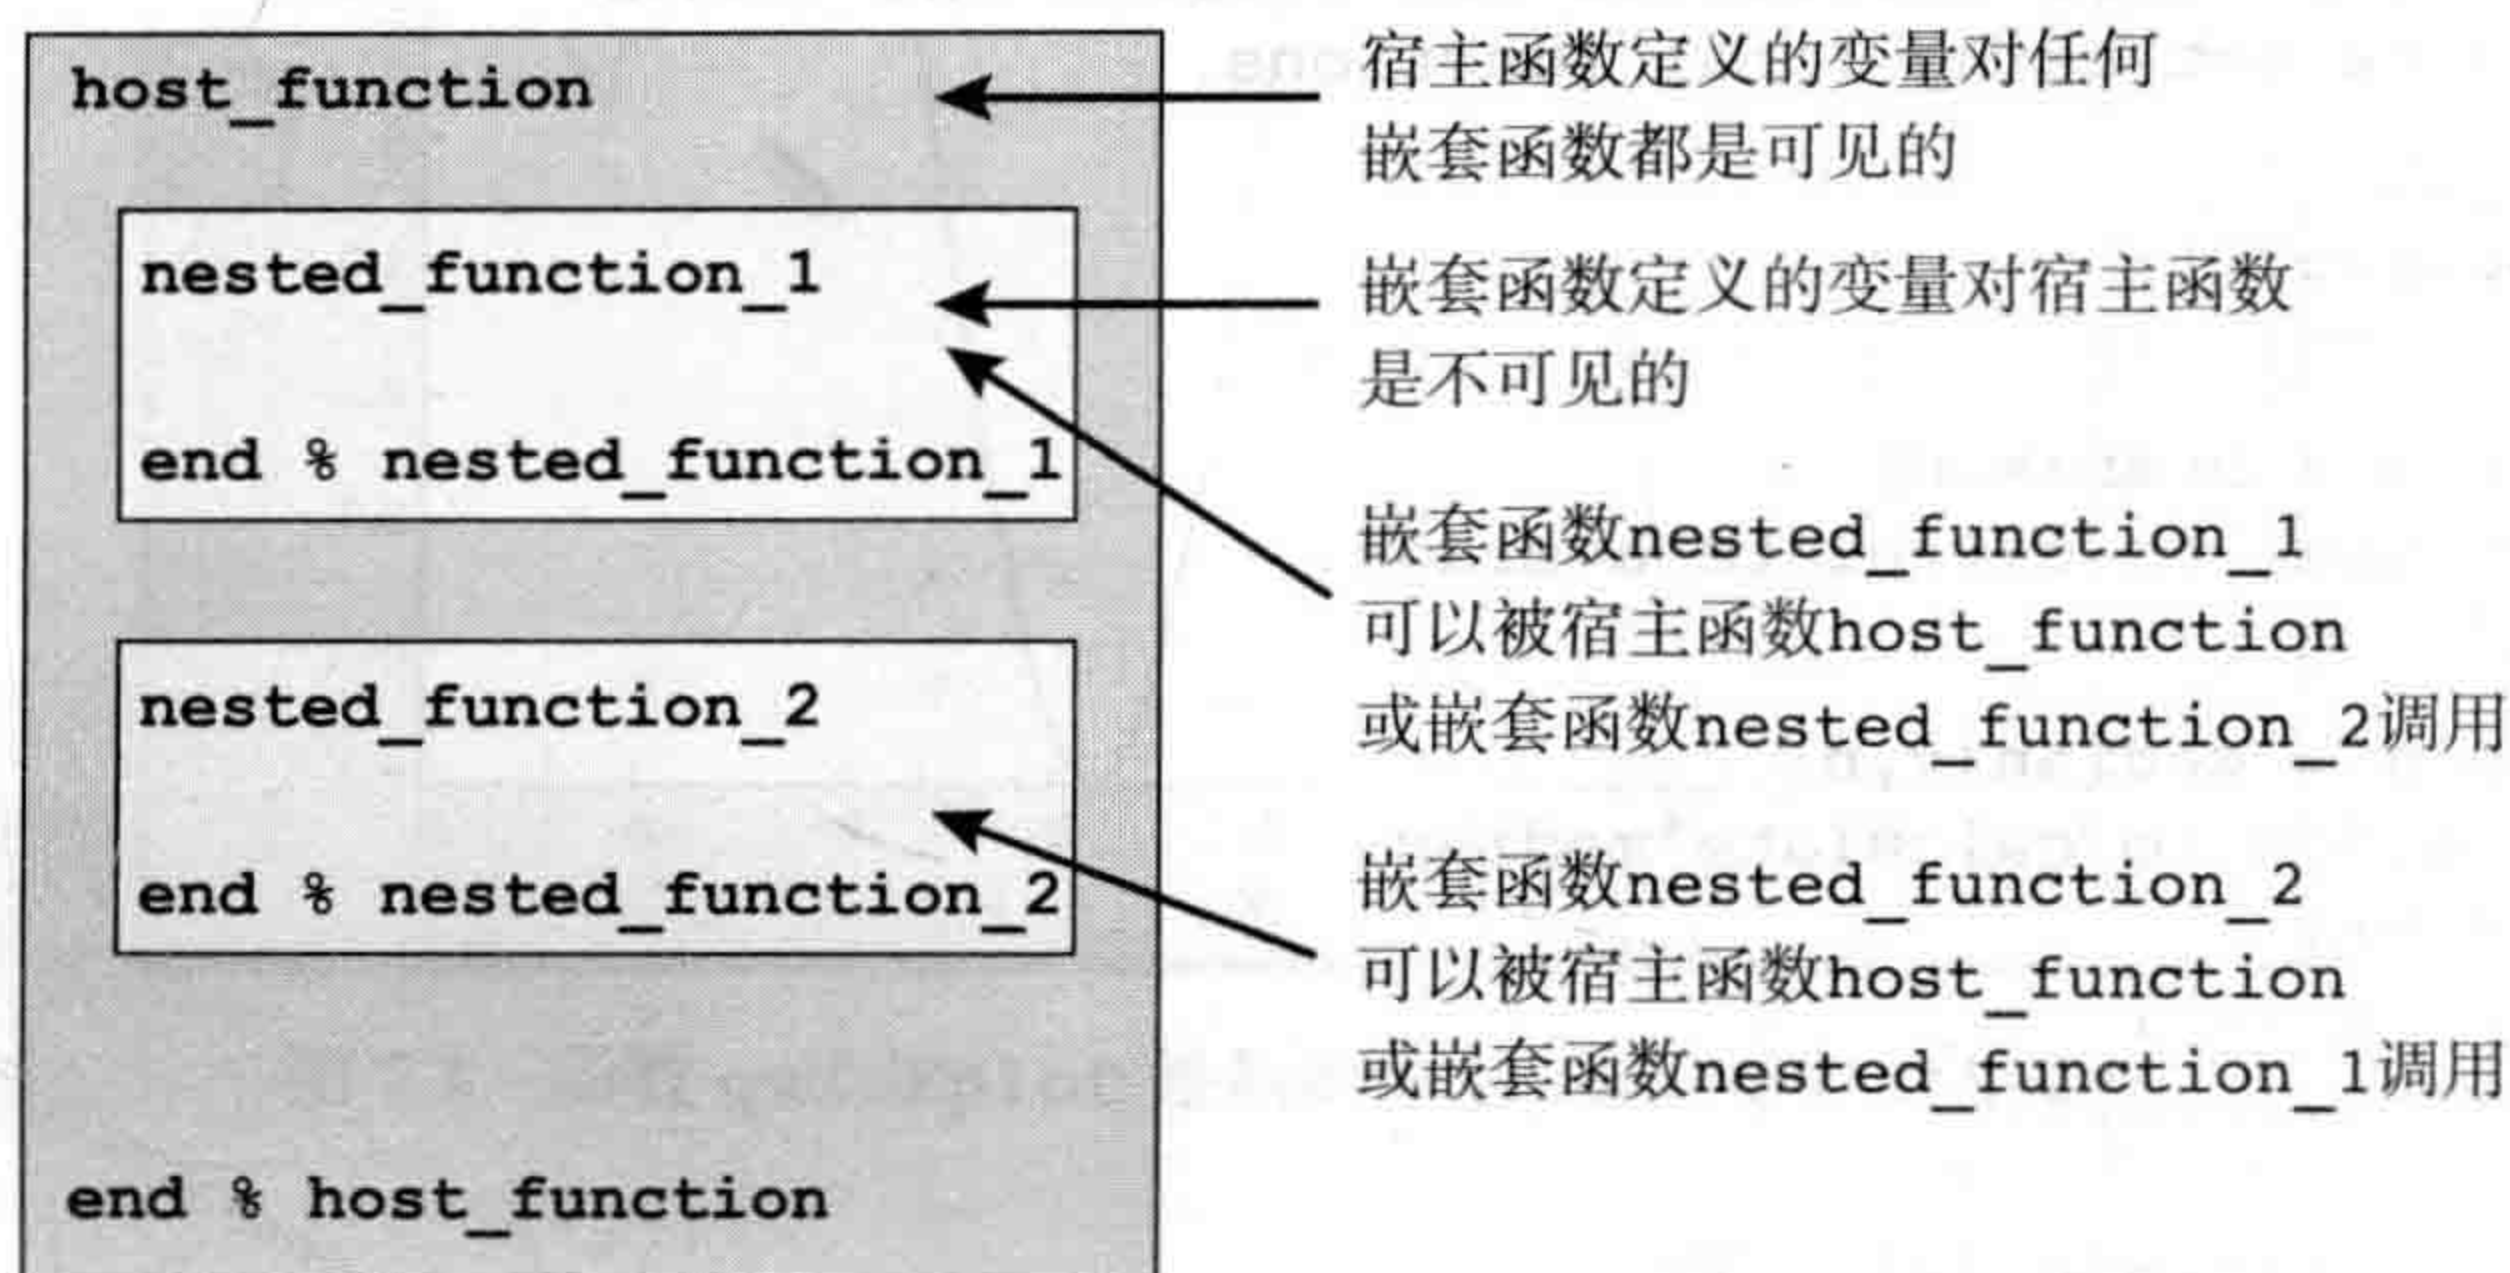 host_function
宿主函数定义的变量对任何
嵌套函数都是可见的
nested_function_1
嵌套函数定义的变量对宿主函数
是不可见的
end % nested_function_1
嵌套函数nested_function_1
可以被宿主函数host_function
或嵌套函数nested_function_2调用
nested_function_2
end % nested_function_2
嵌套函数nested_function_2
可以被宿主函数host_function
或嵌套函数nested_function_1调用
end % host_function